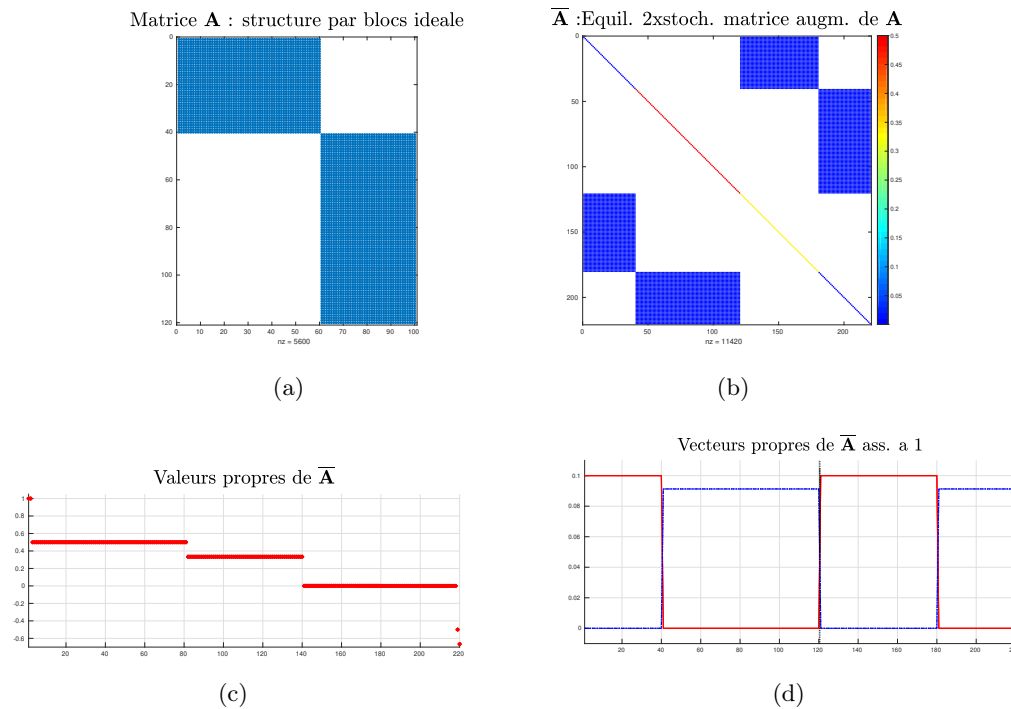 Matrice A : structure par blocs ideale
0
20
40
60
80
100
120
0 10 20 30 40 50 60 70 80 90 100
nz = 5600
(a)
A :Equil. 2xstoch. matrice augm. de A
0
50
100
150
200
0 50 100 150 200
nz = 11420
0.5
0.45
0.4
0.35
0.3
0.25
0.2
0.15
0.1
0.05
(b)
Valeurs propres de A
1
0.8
0.6
0.4
0.2
0
-0.2
-0.4
-0.6
20 40 60 80 100 120 140 160 180 200 220
(c)
Vecteurs propres de A ass. a 1
0.1
0.08
0.06
0.04
0.02
0
20 40 60 80 100 120 140 160 180 200
(d)